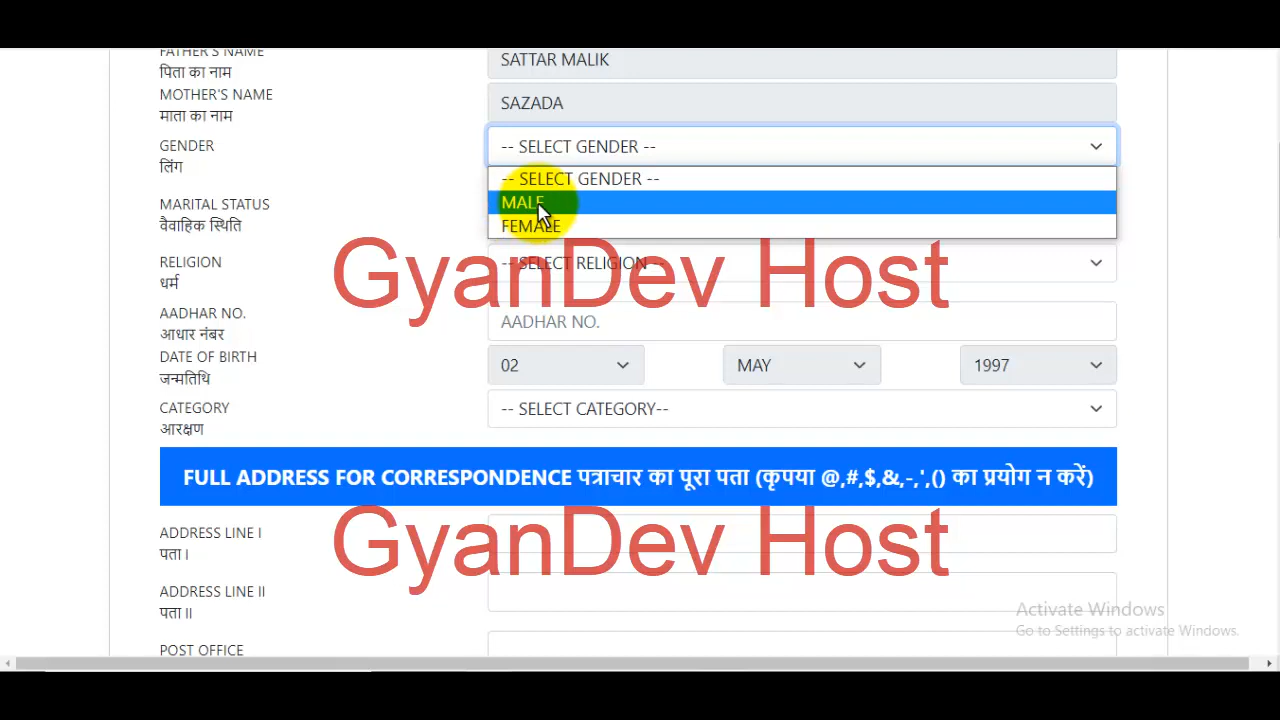 FATHER'S NAME
पिता का नाम
SATTAR MALIK
MOTHER'S NAME
माता का नाम
SAZADA
GENDER
लिंग
-- SELECT GENDER --
-- SELECT GENDER --
MALE
FEMALE
MARITAL STATUS
वैवाहिक स्थिति
RELIGION
धर्म
-- SELECT RELIGION --
GyanDev Host
AADHAR NO.
आधार नंबर
AADHAR NO.
DATE OF BIRTH
जन्मतिथि
02 MAY 1997
CATEGORY
आरक्षण
-- SELECT CATEGORY--
FULL ADDRESS FOR CORRESPONDENCE पत्राचार का पूरा पता (कृपया @,#,$,&,-,',() का प्रयोग न करें)
ADDRESS LINE I
पता I
GyanDev Host
ADDRESS LINE II
पता II
POST OFFICE
Activate Windows
Go to Settings to activate Windows.